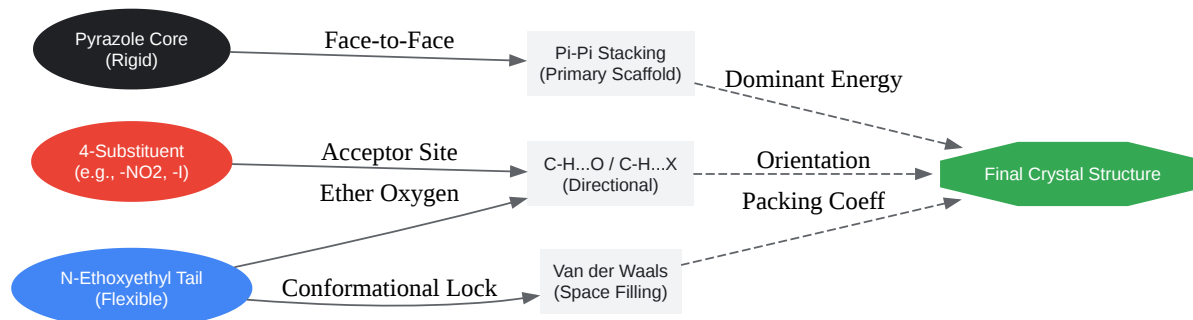 Pyrazole Core
(Rigid)
Face-to-Face
Pi-Pi Stacking
(Primary Scaffold)
Dominant Energy
4-Substituent
(e.g., -NO2, -I)
Acceptor Site
Ether Oxygen
C-H...O / C-H...X
(Directional)
Orientation
Packing Coeff
Final Crystal Structure
N-Ethoxyethyl Tail
(Flexible)
Conformational Lock
Van der Waals
(Space Filling)